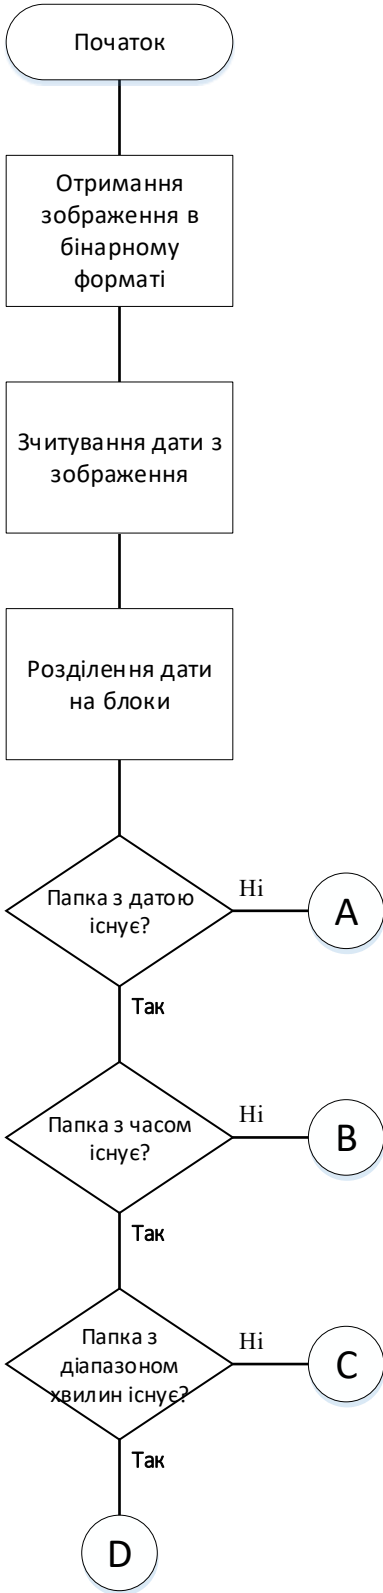 Початок
Отримання
зображення в
бінарному
форматі
Зчитування дати з
зображення
Розділення дати
на блоки
Папка з датою
існує?
Ні
A
Так
Папка з часом
існує?
Ні
B
Так
Папка з
діапазоном
хвилин існує?
Ні
C
Так
D